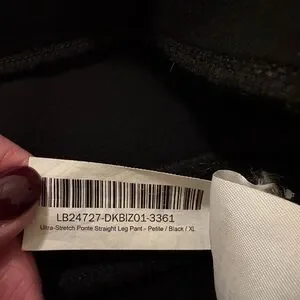 LB24727-DKBIZ01-3361
Ultra-Stretch Ponte Straight Leg Pant - Petite / Black / XL